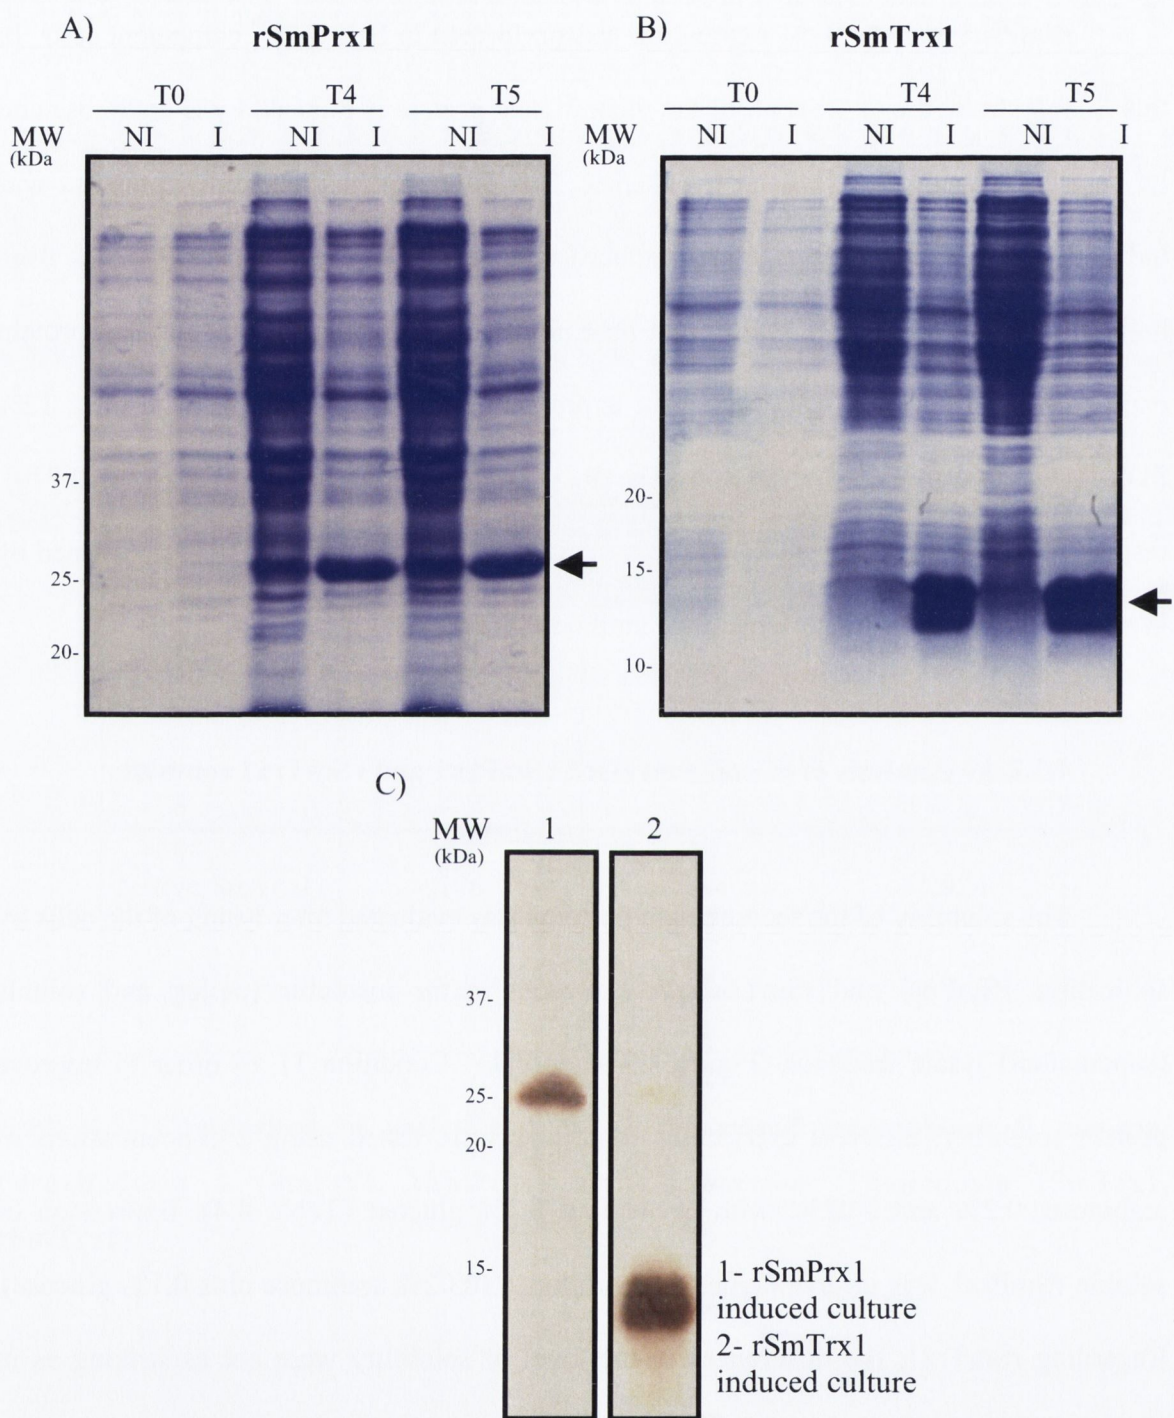 A)
rSmPrx1
T0 T4 T5
MW NI I NI I NI I
(kDa
37-
25-
20-
B)
rSmTrx1
T0 T4 T5
MW NI I NI I NI I
(kDa
20-
15-
10-
C)
MW 1 2
(kDa)
37-
25-
20-
15-
1- rSmPrx1
induced culture
2- rSmTrx1
induced culture